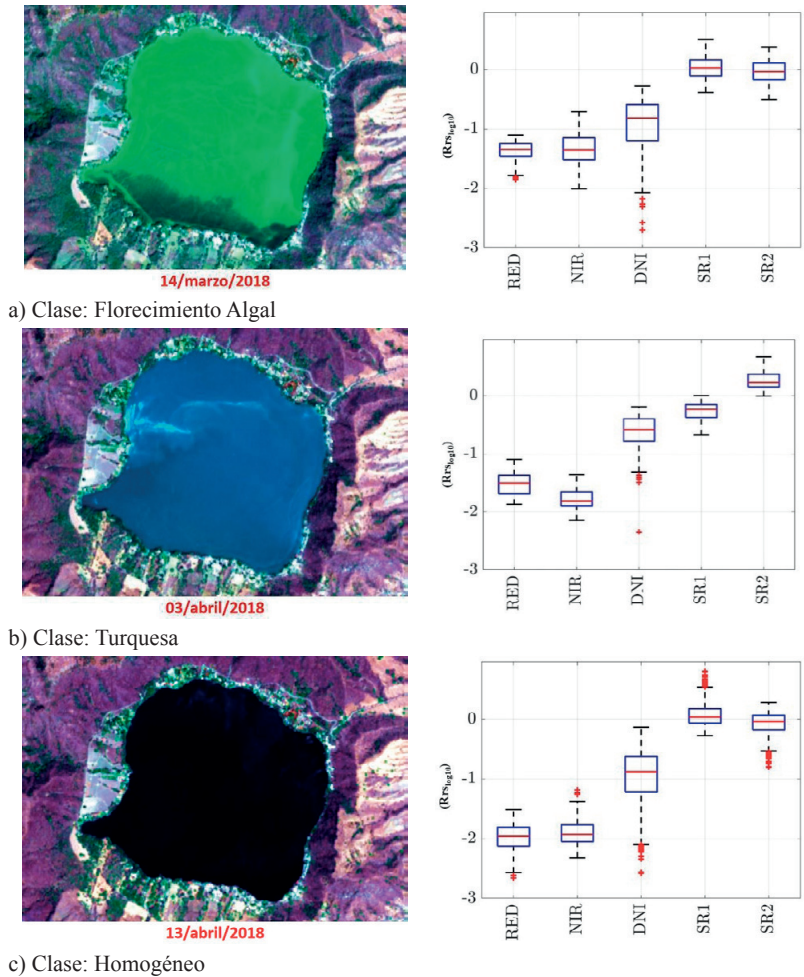 14/marzo/2018
0
-1
-2
-3
(Rrs_log10)
RED
NIR
DNI
SR1
SR2
a) Clase: Florecimiento Algal
03/abril/2018
0
-1
-2
-3
(Rrs_log10)
RED
NIR
DNI
SR1
SR2
b) Clase: Turquesa
13/abril/2018
0
-1
-2
-3
(Rrs_log10)
RED
NIR
DNI
SR1
SR2
c) Clase: Homogéneo